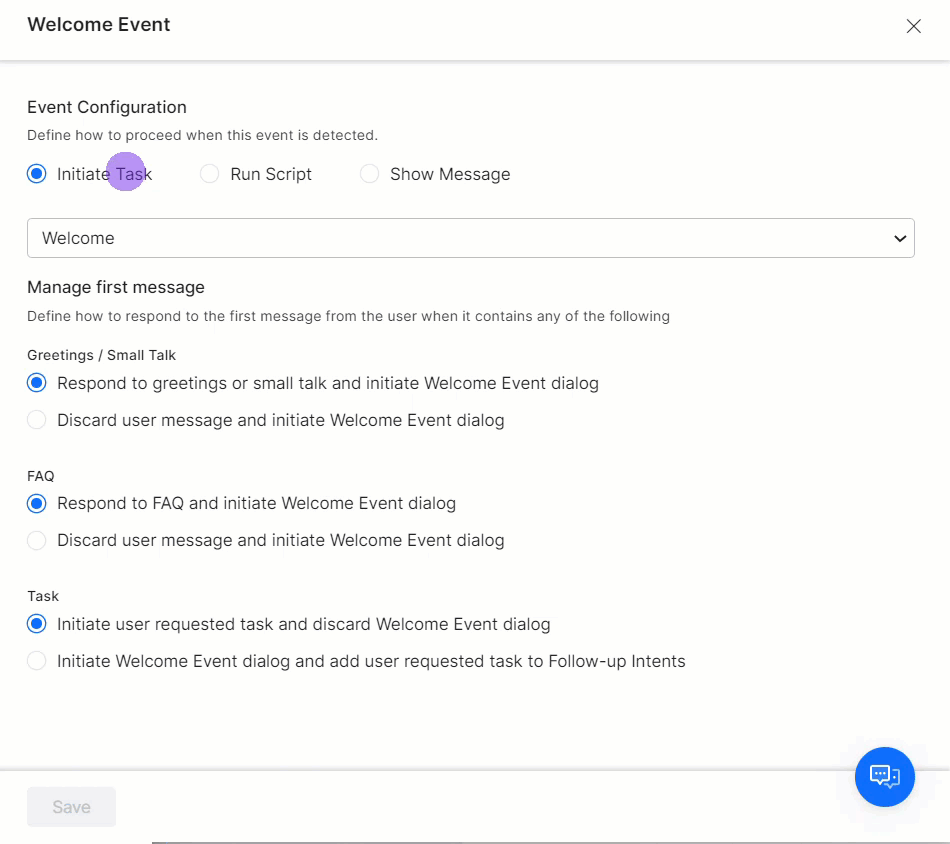 Welcome Event
Event Configuration
Define how to proceed when this event is detected.
Initiate Task Run Script Show Message
Welcome
Manage first message
Define how to respond to the first message from the user when it contains any of the following
Greetings / Small Talk
Respond to greetings or small talk and initiate Welcome Event dialog
Discard user message and initiate Welcome Event dialog
FAQ
Respond to FAQ and initiate Welcome Event dialog
Discard user message and initiate Welcome Event dialog
Task
Initiate user requested task and discard Welcome Event dialog
Initiate Welcome Event dialog and add user requested task to Follow-up Intents
Save